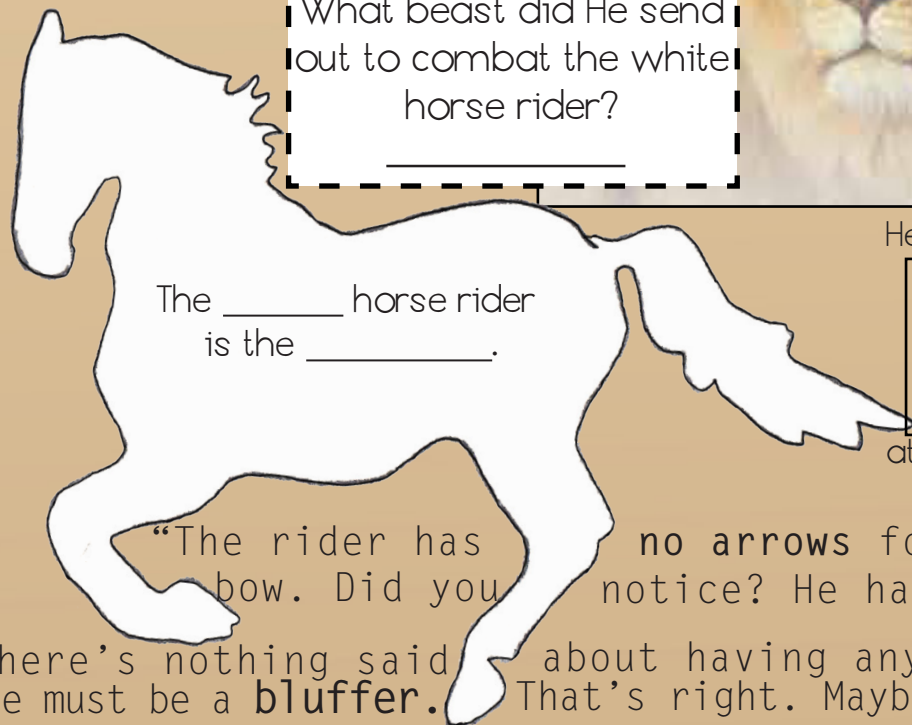 What beast did He send
out to combat the white
horse rider?
____________
He
The ______ horse rider
is the _________.
at
“The rider has no arrows fo
bow. Did you notice? He ha
here’s nothing said about having any
e must be a bluffer. That’s right. Mayb